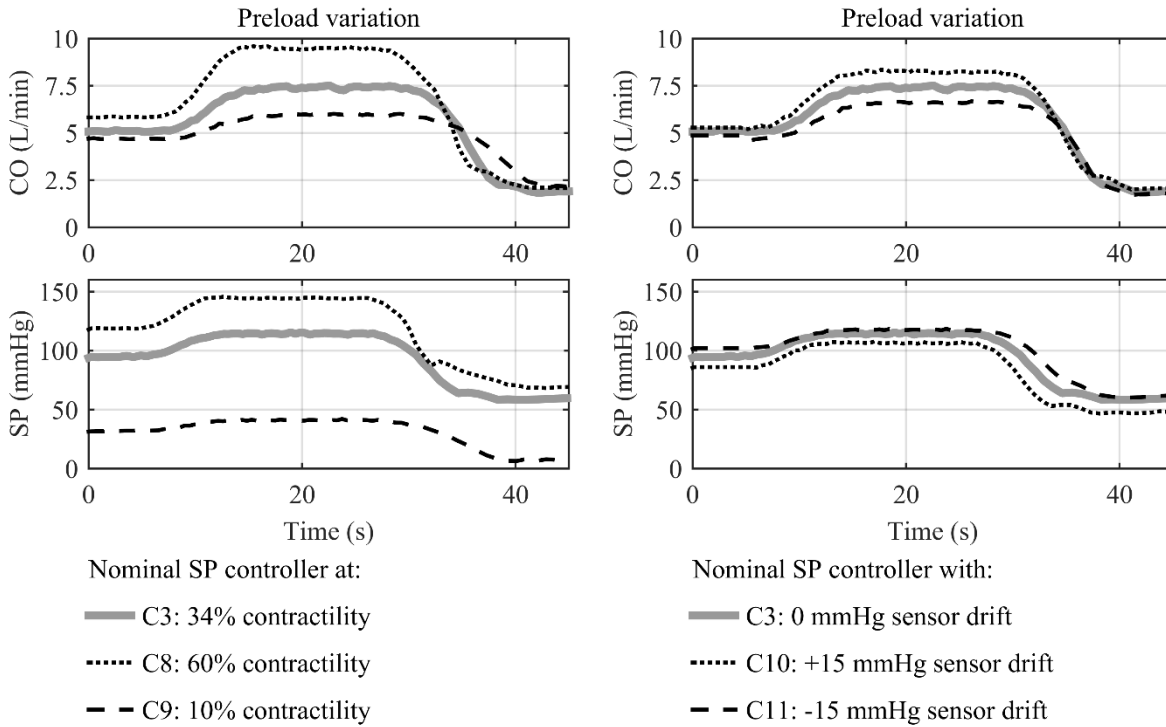 Preload variation
CO (L/min)
10
7.5
5
2.5
0
0 20 40
SP (mmHg)
150
100
50
0
0 20 40
Time (s)
Nominal SP controller at:
C3: 34% contractility
C8: 60% contractility
C9: 10% contractility
Preload variation
CO (L/min)
10
7.5
5
2.5
0
0 20 40
SP (mmHg)
150
100
50
0
0 20 40
Time (s)
Nominal SP controller with:
C3: 0 mmHg sensor drift
C10: +15 mmHg sensor drift
C11: -15 mmHg sensor drift